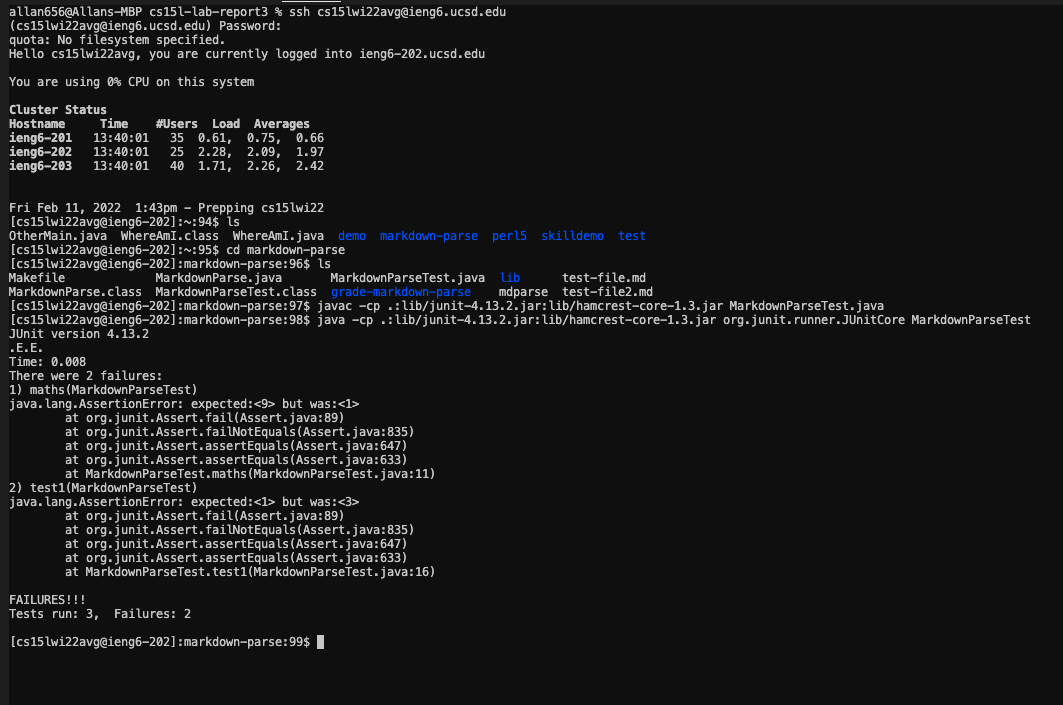 allan656@Allans-MBP cs15l-lab-report3 % ssh cs15lwi22avg@ieng6.ucsd.edu
(cs15lwi22avg@ieng6.ucsd.edu) Password:
quota: No filesystem specified.
Hello cs15lwi22avg, you are currently logged into ieng6-202.ucsd.edu

You are using 0% CPU on this system

Cluster Status
Hostname     Time    #Users  Load  Averages
ieng6-201   13:40:01   35  0.61,  0.75,  0.66
ieng6-202   13:40:01   25  2.28,  2.09,  1.97
ieng6-203   13:40:01   40  1.71,  2.26,  2.42

Fri Feb 11, 2022  1:43pm - Prepping cs15lwi22
[cs15lwi22avg@ieng6-202]:~:94$ ls
OtherMain.java  WhereAmI.class  WhereAmI.java  demo  markdown-parse  perl5  skilldemo  test
[cs15lwi22avg@ieng6-202]:~:95$ cd markdown-parse
[cs15lwi22avg@ieng6-202]:markdown-parse:96$ ls
Makefile             MarkdownParse.java       MarkdownParseTest.java  lib      test-file.md
MarkdownParse.class  MarkdownParseTest.class  grade-markdown-parse    mdparse  test-file2.md
[cs15lwi22avg@ieng6-202]:markdown-parse:97$ javac -cp .:lib/junit-4.13.2.jar:lib/hamcrest-core-1.3.jar MarkdownParseTest.java
[cs15lwi22avg@ieng6-202]:markdown-parse:98$ java -cp .:lib/junit-4.13.2.jar:lib/hamcrest-core-1.3.jar org.junit.runner.JUnitCore MarkdownParseTest
JUnit version 4.13.2
.E.E.
Time: 0.008
There were 2 failures:
1) maths(MarkdownParseTest)
java.lang.AssertionError: expected:<9> but was:<1>
        at org.junit.Assert.fail(Assert.java:89)
        at org.junit.Assert.failNotEquals(Assert.java:835)
        at org.junit.Assert.assertEquals(Assert.java:647)
        at org.junit.Assert.assertEquals(Assert.java:633)
        at MarkdownParseTest.maths(MarkdownParseTest.java:11)
2) test1(MarkdownParseTest)
java.lang.AssertionError: expected:<1> but was:<3>
        at org.junit.Assert.fail(Assert.java:89)
        at org.junit.Assert.failNotEquals(Assert.java:835)
        at org.junit.Assert.assertEquals(Assert.java:647)
        at org.junit.Assert.assertEquals(Assert.java:633)
        at MarkdownParseTest.test1(MarkdownParseTest.java:16)

FAILURES!!!
Tests run: 3,  Failures: 2

[cs15lwi22avg@ieng6-202]:markdown-parse:99$